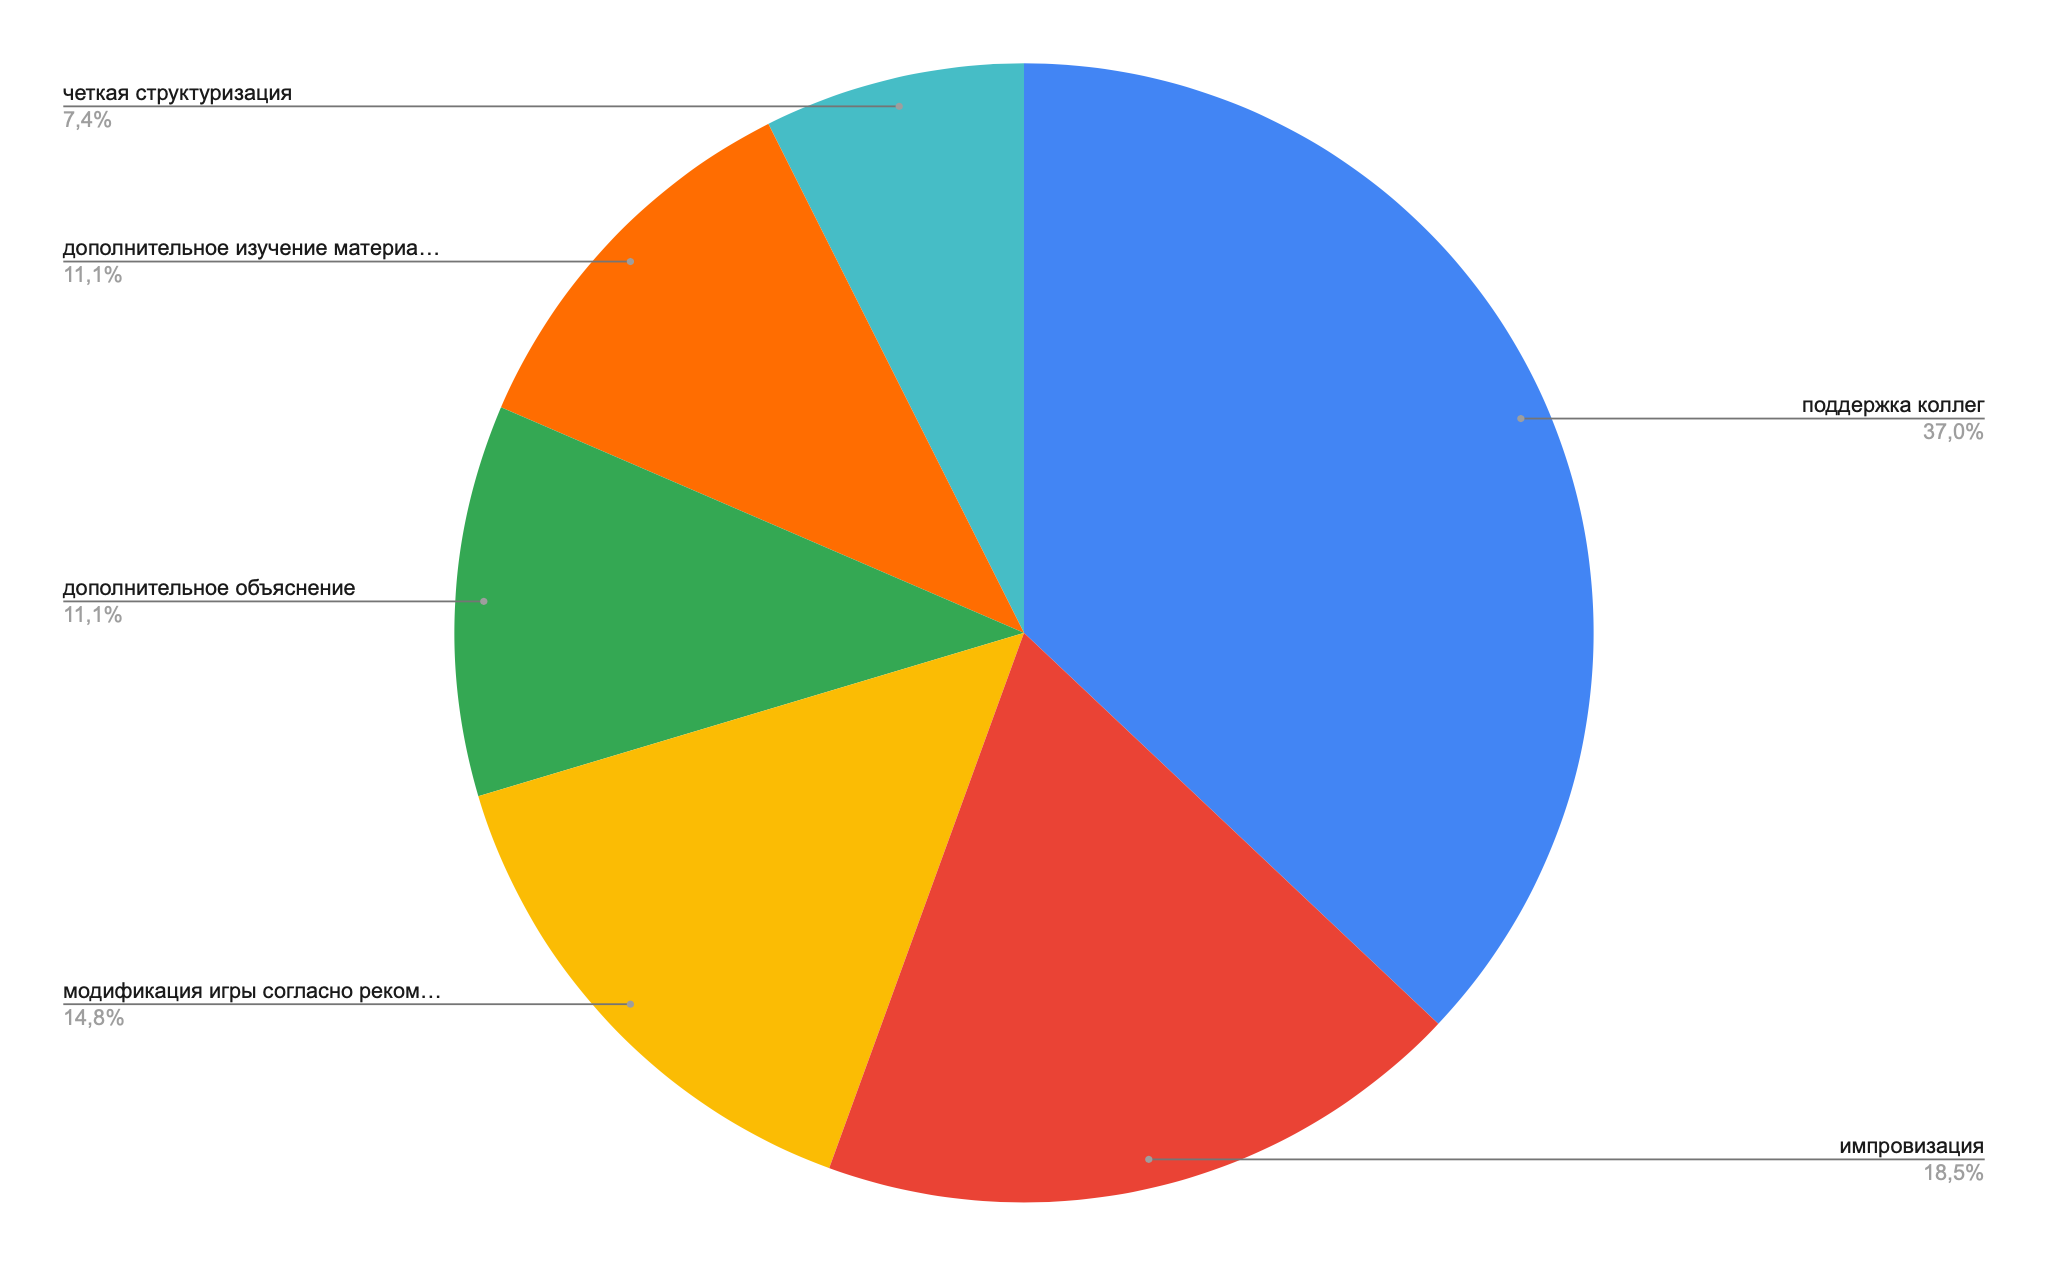 четкая структуризация
7,4%
дополнительное изучение материа…
11,1%
поддержка коллег
37,0%
дополнительное объяснение
11,1%
модификация игры согласно реком…
14,8%
импровизация
18,5%